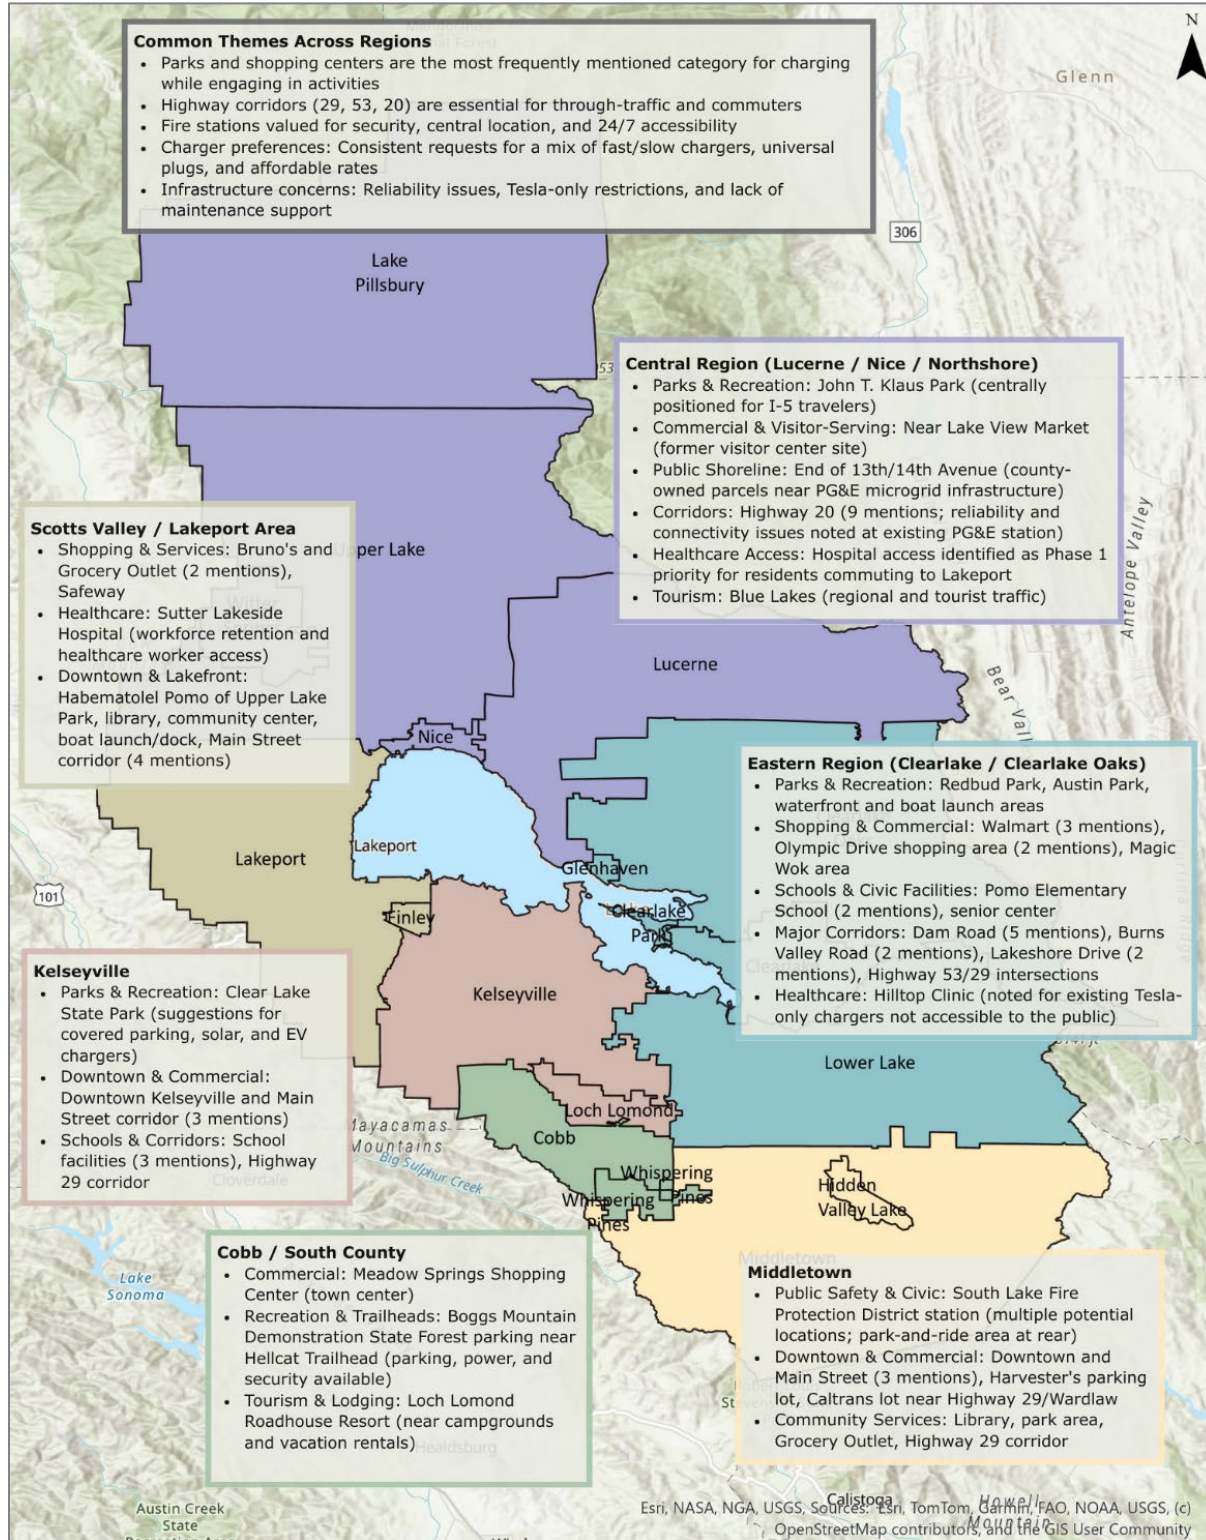 N
Common Themes Across Regions
• Parks and shopping centers are the most frequently mentioned category for charging
while engaging in activities
• Highway corridors (29, 53, 20) are essential for through-traffic and commuters
• Fire stations valued for security, central location, and 24/7 accessibility
• Charger preferences: Consistent requests for a mix of fast/slow chargers, universal
plugs, and affordable rates
• Infrastructure concerns: Reliability issues, Tesla-only restrictions, and lack of
maintenance support
Glenn
306
Lake
Pillsbury
Central Region (Lucerne / Nice / Northshore)
• Parks & Recreation: John T. Klaus Park (centrally
positioned for I-5 travelers)
• Commercial & Visitor-Serving: Near Lake View Market
(former visitor center site)
• Public Shoreline: End of 13th/14th Avenue (county-
owned parcels near PG&E microgrid infrastructure)
• Corridors: Highway 20 (9 mentions; reliability and
connectivity issues noted at existing PG&E station)
• Healthcare Access: Hospital access identified as Phase 1
priority for residents commuting to Lakeport
• Tourism: Blue Lakes (regional and tourist traffic)
Antelope Valley
Scotts Valley / Lakeport Area
• Shopping & Services: Bruno's and
Grocery Outlet (2 mentions),
Safeway
• Healthcare: Sutter Lakeside
Hospital (workforce retention and
healthcare worker access)
• Downtown & Lakefront:
Habematolel Pomo of Upper Lake
Park, library, community center,
boat launch/dock, Main Street
corridor (4 mentions)
Upper Lake
Lucerne
Nice
Eastern Region (Clearlake / Clearlake Oaks)
• Parks & Recreation: Redbud Park, Austin Park,
waterfront and boat launch areas
• Shopping & Commercial: Walmart (3 mentions),
Olympic Drive shopping area (2 mentions), Magic
Wok area
• Schools & Civic Facilities: Pomo Elementary
School (2 mentions), senior center
• Major Corridors: Dam Road (5 mentions), Burns
Valley Road (2 mentions), Lakeshore Drive (2
mentions), Highway 53/29 intersections
• Healthcare: Hilltop Clinic (noted for existing Tesla-
only chargers not accessible to the public)
Lakeport
Lakeport
Glenhaven
101
Finley
Clearlake
Park
Clearlake
Kelseyville
• Parks & Recreation: Clear Lake
State Park (suggestions for
covered parking, solar, and EV
chargers)
• Downtown & Commercial:
Downtown Kelseyville and Main
Street corridor (3 mentions)
• Schools & Corridors: School
facilities (3 mentions), Highway
29 corridor
Kelseyville
Lower Lake
Loch Lomond
Cobb
Mayacamas
Mountains
Big Sulphur Creek
Cloverdale
Whispering
Pines
Whispering
Pines
Hidden
Valley Lake
Middletown
Cobb / South County
• Commercial: Meadow Springs Shopping
Center (town center)
• Recreation & Trailheads: Boggs Mountain
Demonstration State Forest parking near
Hellcat Trailhead (parking, power, and
security available)
• Tourism & Lodging: Loch Lomond
Roadhouse Resort (near campgrounds
and vacation rentals)
Healdsburg
Lake
Sonoma
Middletown
• Public Safety & Civic: South Lake Fire
Protection District station (multiple potential
locations; park-and-ride area at rear)
• Downtown & Commercial: Downtown and
Main Street (3 mentions), Harvester's parking
lot, Caltrans lot near Highway 29/Wardlaw
• Community Services: Library, park area,
Grocery Outlet, Highway 29 corridor
Austin Creek
State
Calistoga
Howell
Mountain
Esri, NASA, NGA, USGS, Sources: Esri, TomTom, Garmin, FAO, NOAA, USGS, (c)
OpenStreetMap contributors, and the GIS User Community